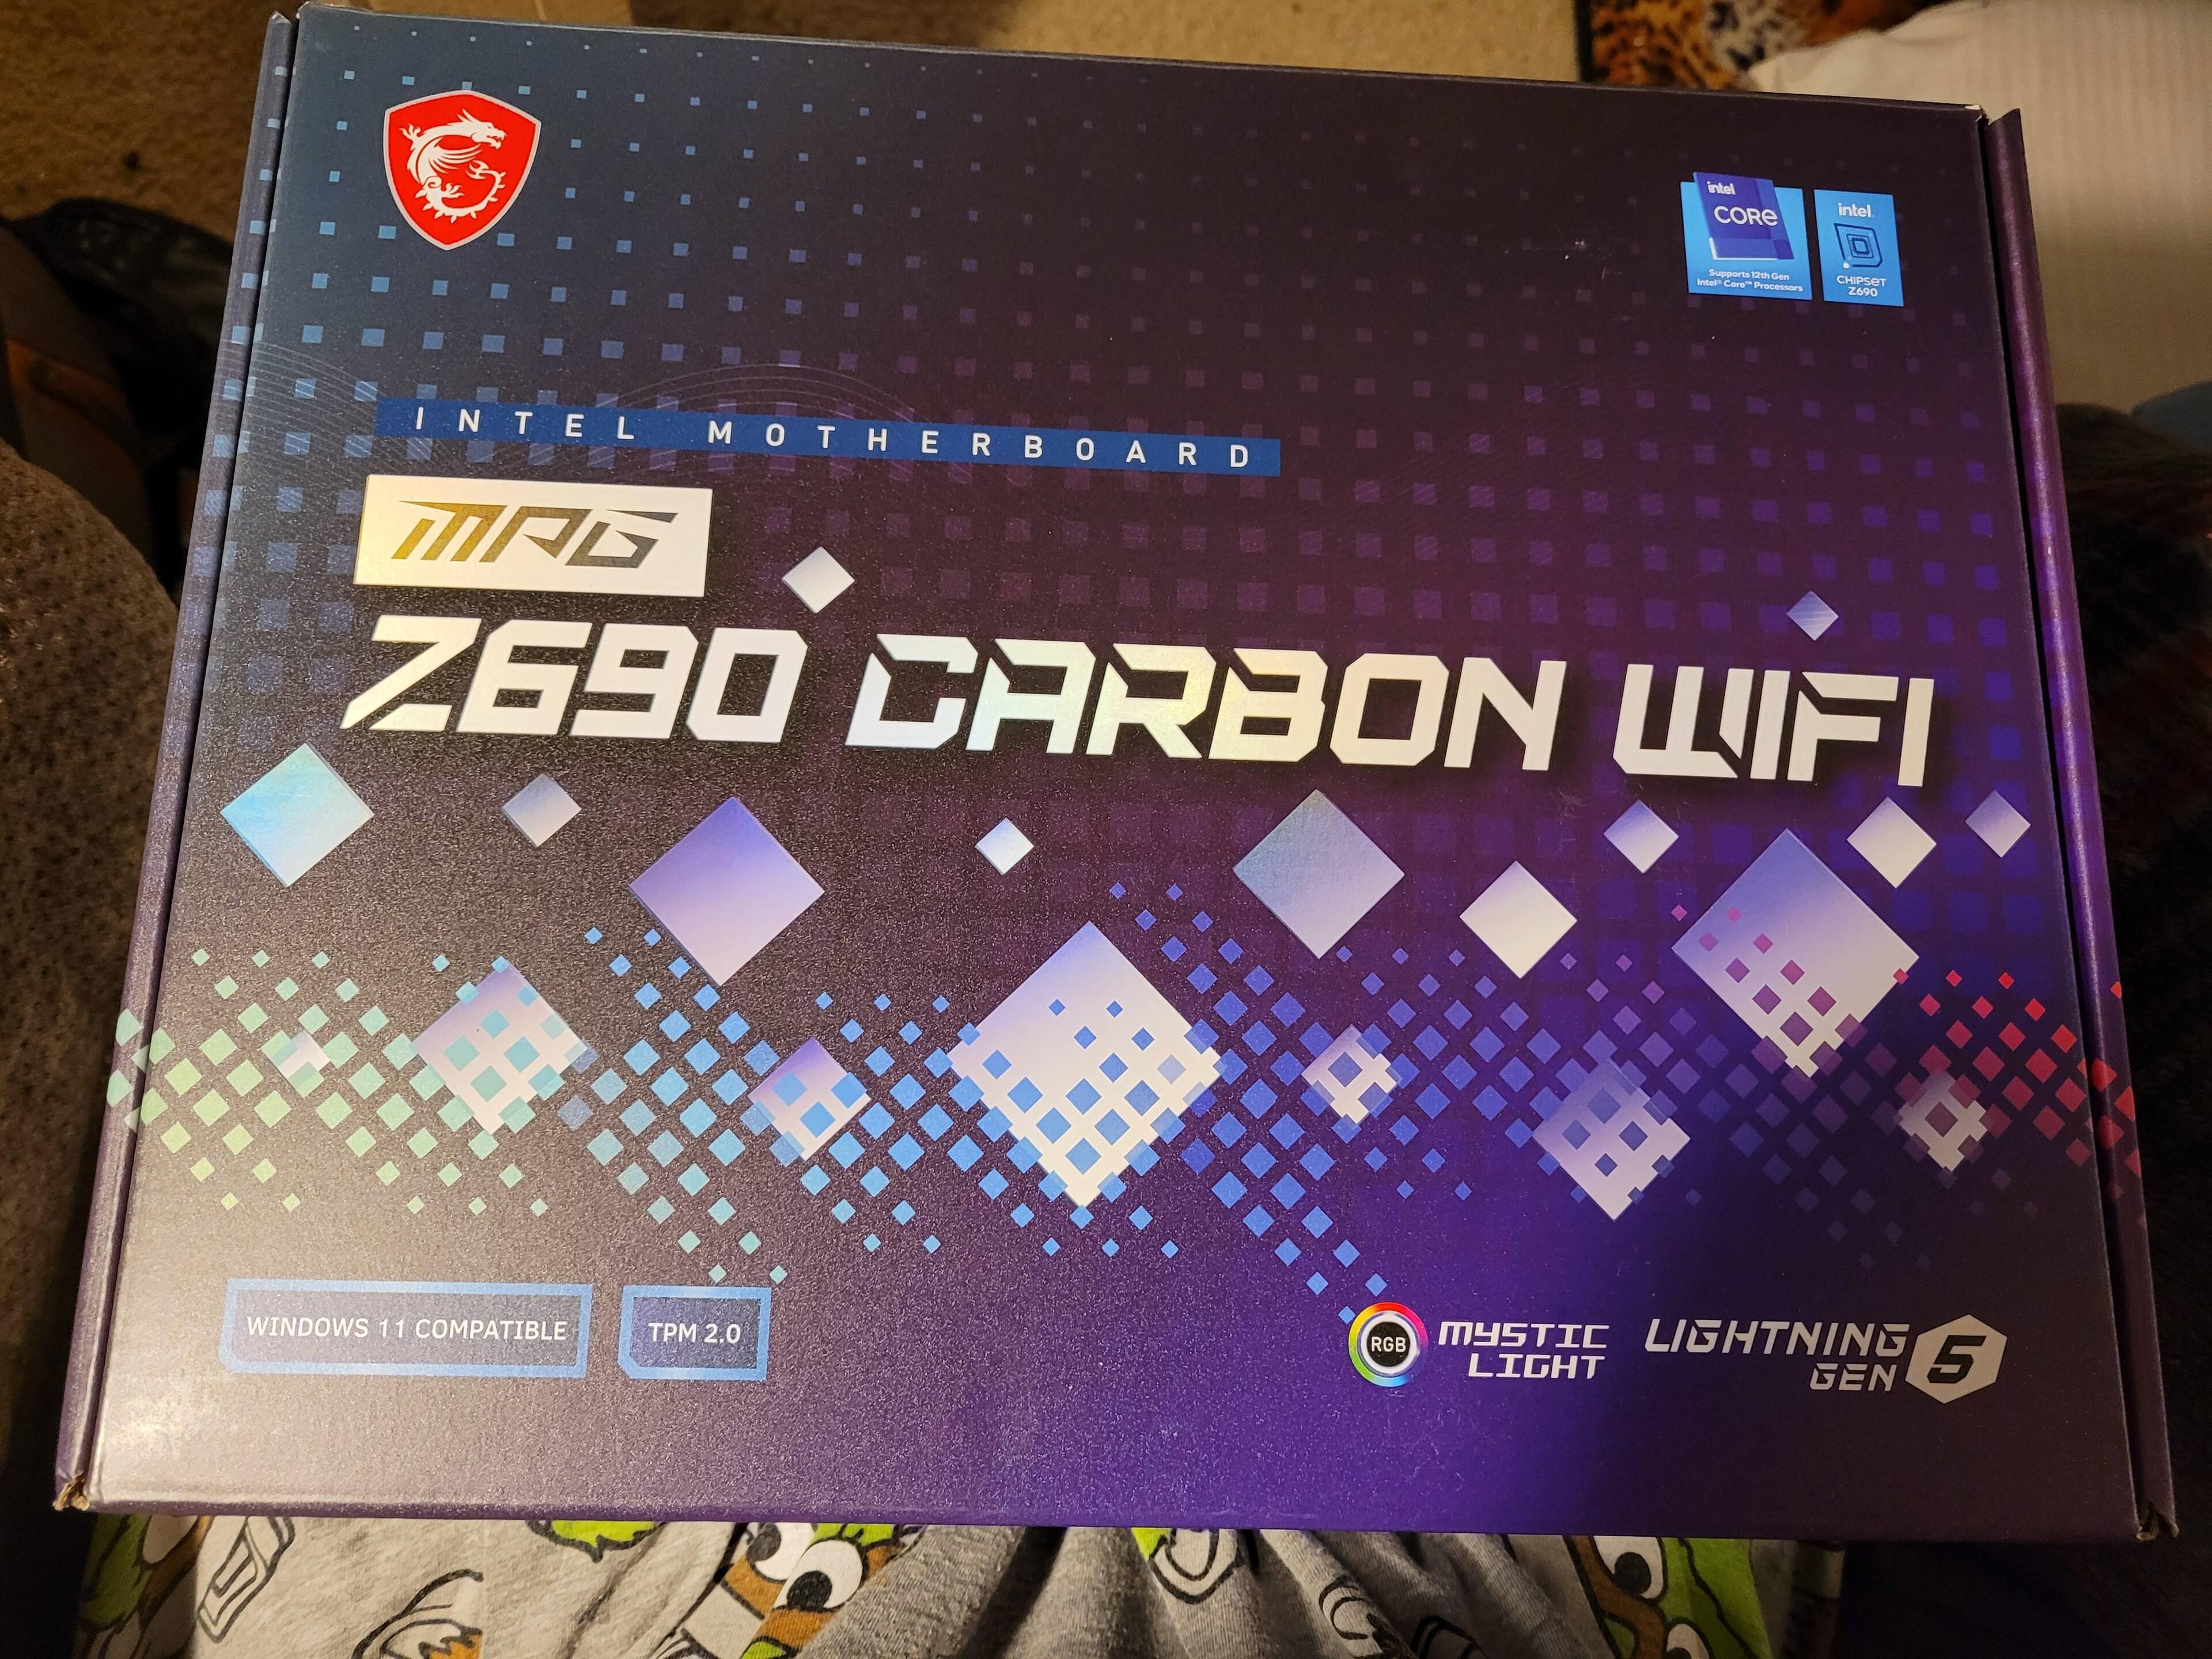 intel
CORe
Supports 12th Gen
Intel® Core™ Processors
intel
CHIPSET
Z690
INTEL MOTHERBOARD
MPG
Z690 CARBON WIFI
WINDOWS 11 COMPATIBLE
TPM 2.0
RGB
MYSTIC
LIGHT
LIGHTNING
GEN 5